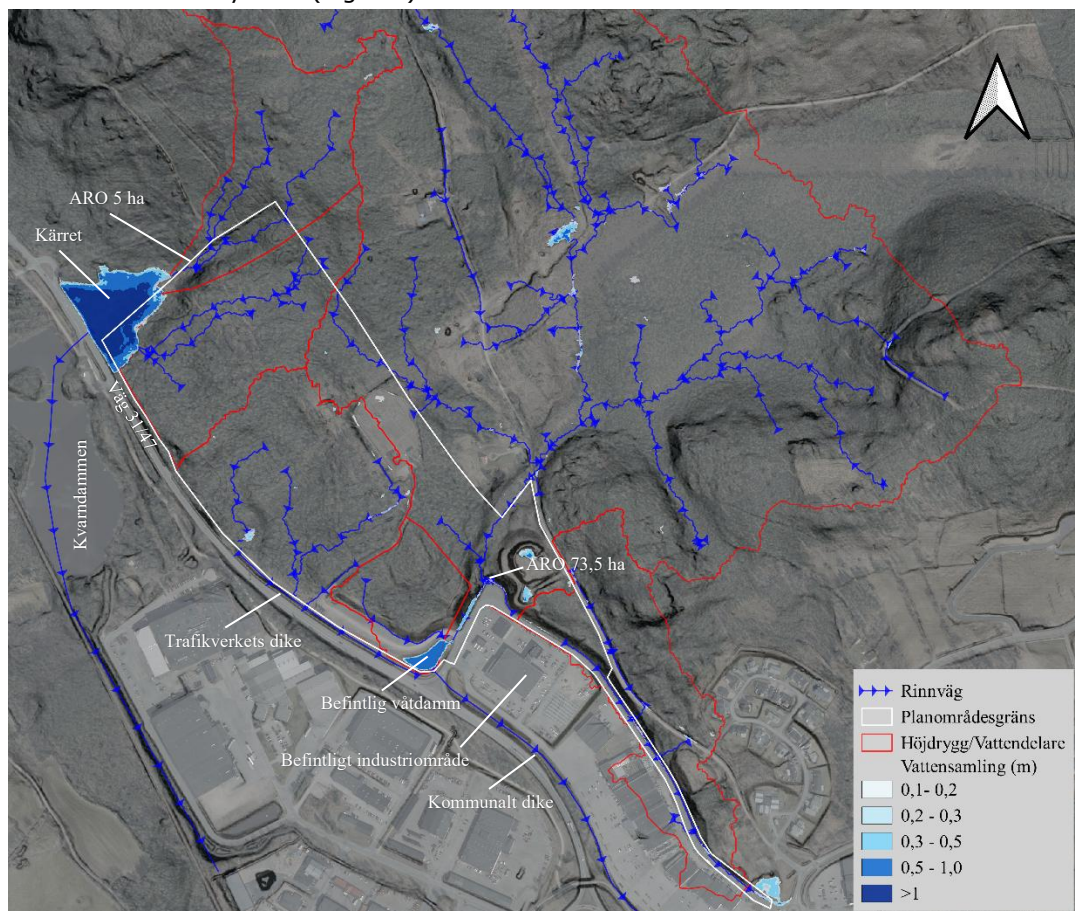 ARO 5 ha
Kärret
Väg 31/47
Kvarndammen
ARO 73,5 ha
Trafikverkets dike
Befintlig våtdamm
Befintligt industriområde
Kommunalt dike
Rinnväg
Planområdesgräns
Höjdrygg/Vattendelare
Vattensamling (m)
0,1- 0,2
0,2 - 0,3
0,3 - 0,5
0,5 - 1,0
>1